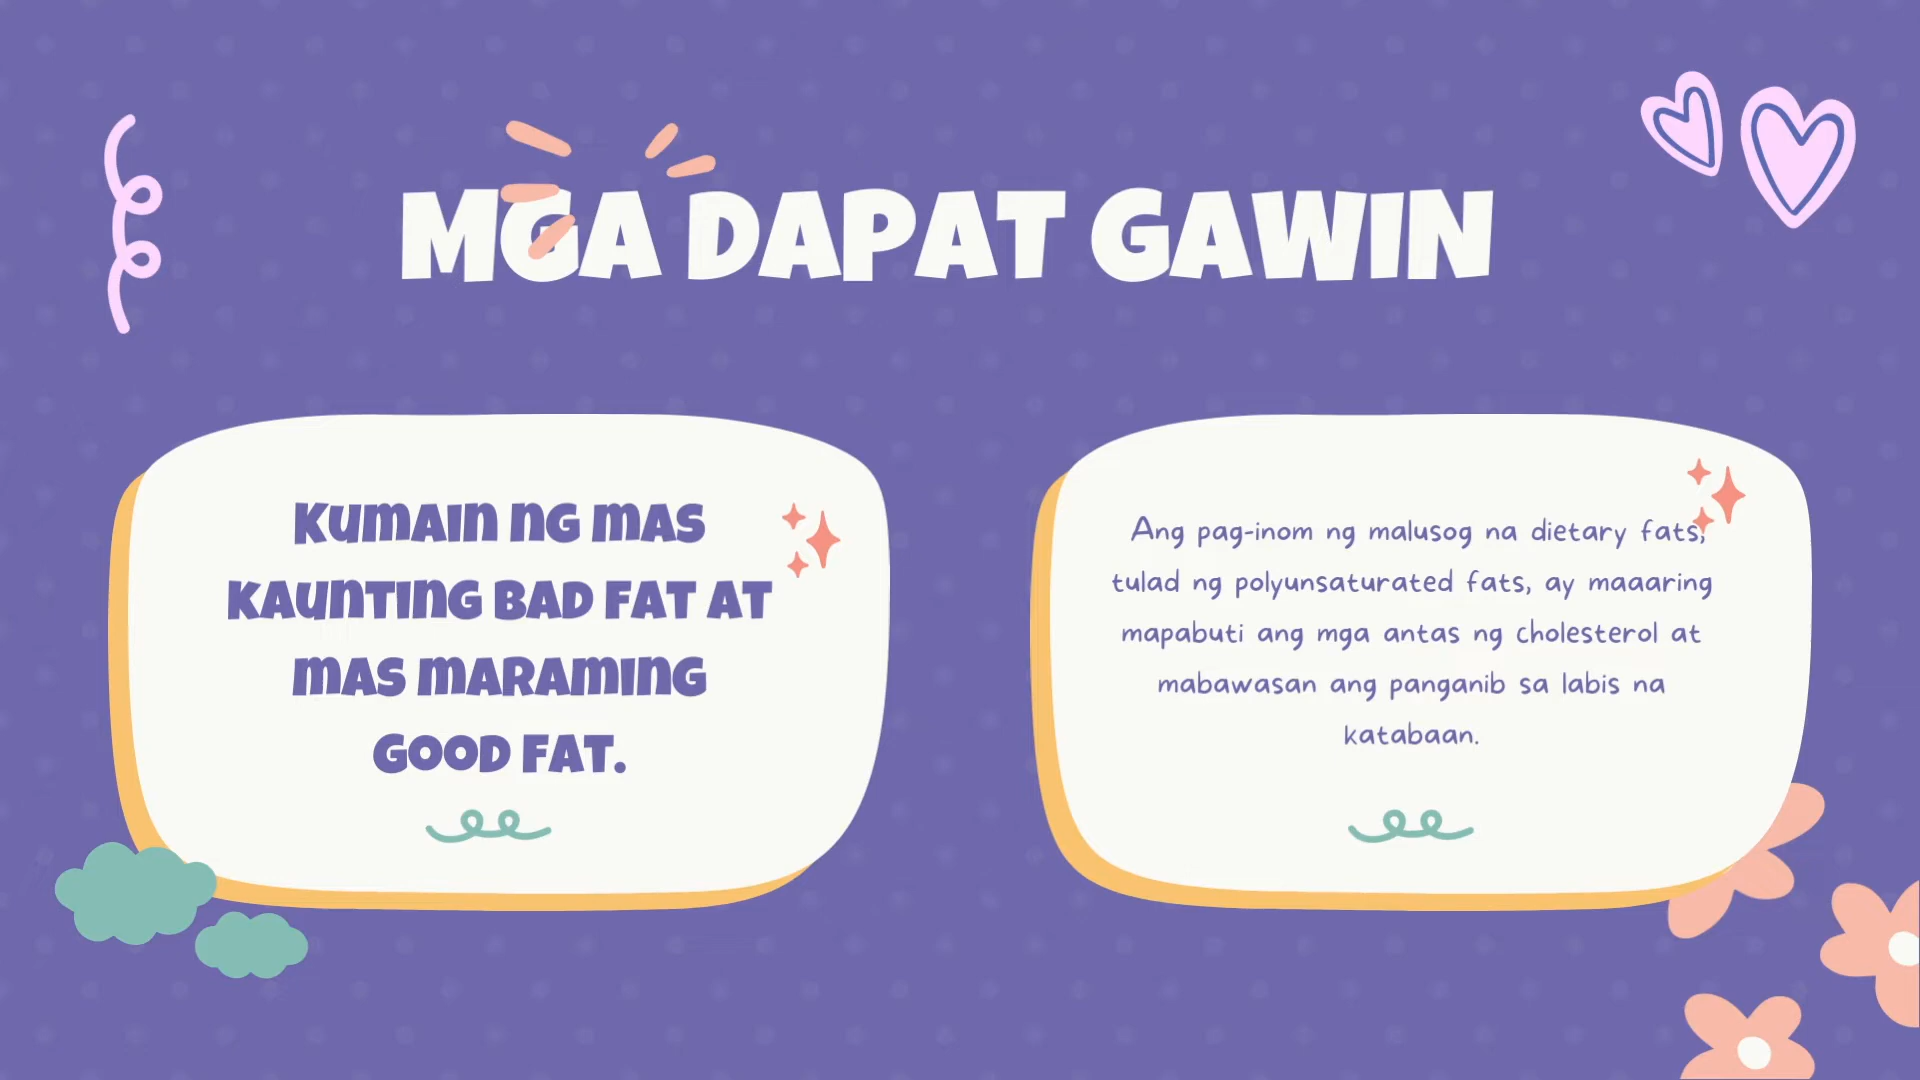 MGA DAPAT GAWIN
Kumain ng mas
kaunting bad fat at
mas maraming
good fat.
Ang pag-inom ng malusog na dietary fats,
tulad ng polyunsaturated fats, ay maaaring
mapabuti ang mga antas ng cholesterol at
mabawasan ang panganib sa labis na
katabaan.